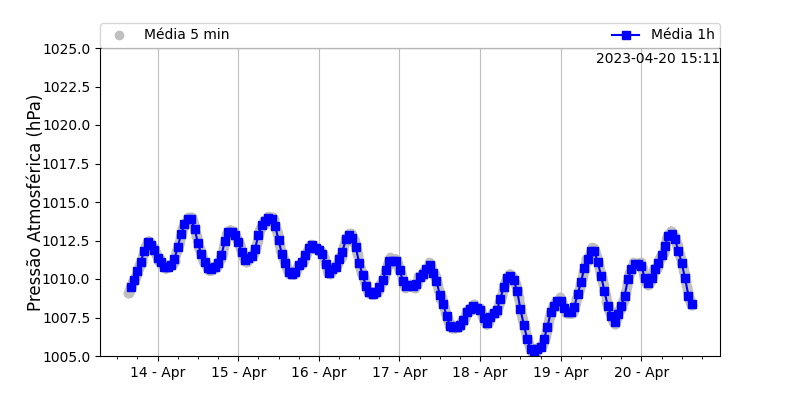 Média 5 min
Média 1h
2023-04-20 15:11
Pressão Atmosférica (hPa)
1025.0
1022.5
1020.0
1017.5
1015.0
1012.5
1010.0
1007.5
1005.0
14 - Apr
15 - Apr
16 - Apr
17 - Apr
18 - Apr
19 - Apr
20 - Apr